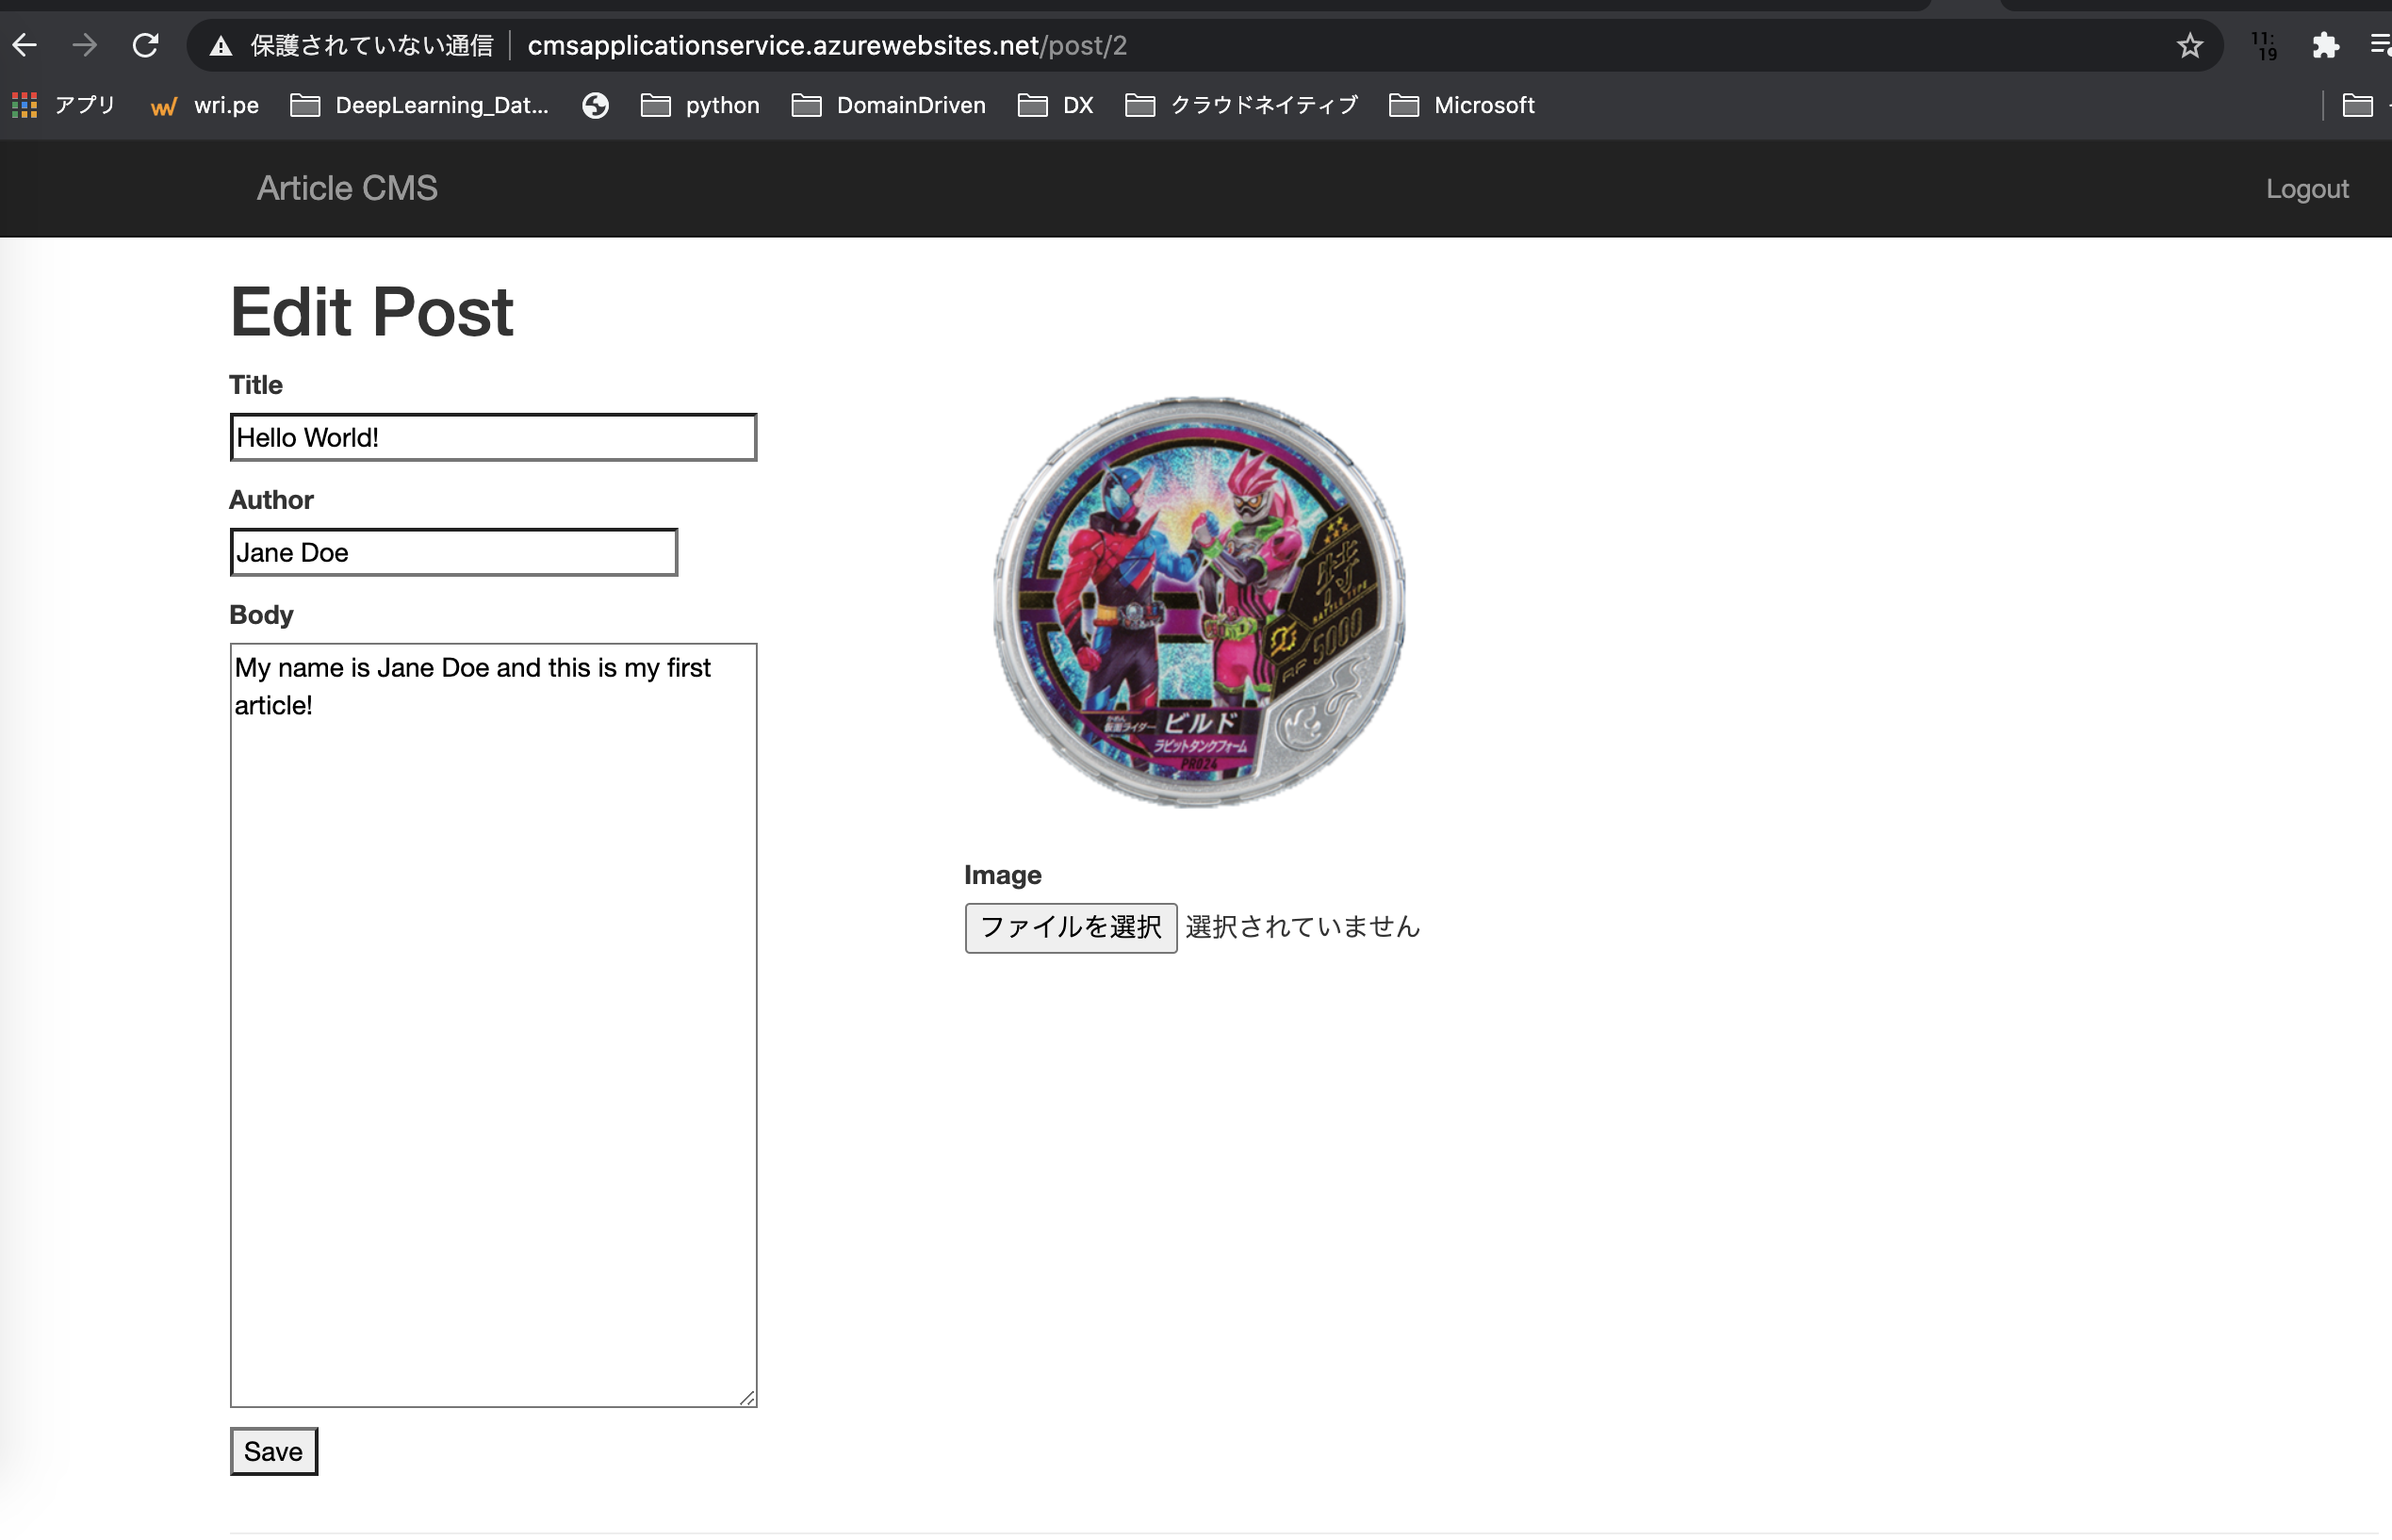 保護されていない通信 cmsapplicationservice.azurewebsites.net/post/2
11:
19
アプリ wri.pe DeepLearning_Dat... python DomainDriven DX クラウドネイティブ Microsoft
Article CMS Logout
Edit Post
Title
Hello World!
Author
Jane Doe
Body
My name is Jane Doe and this is my first
article!
BATTLE TYPE
5000
仮面ライダー ビルド
ラビットタンクフォーム
PR024
Image
ファイルを選択 選択されていません
Save